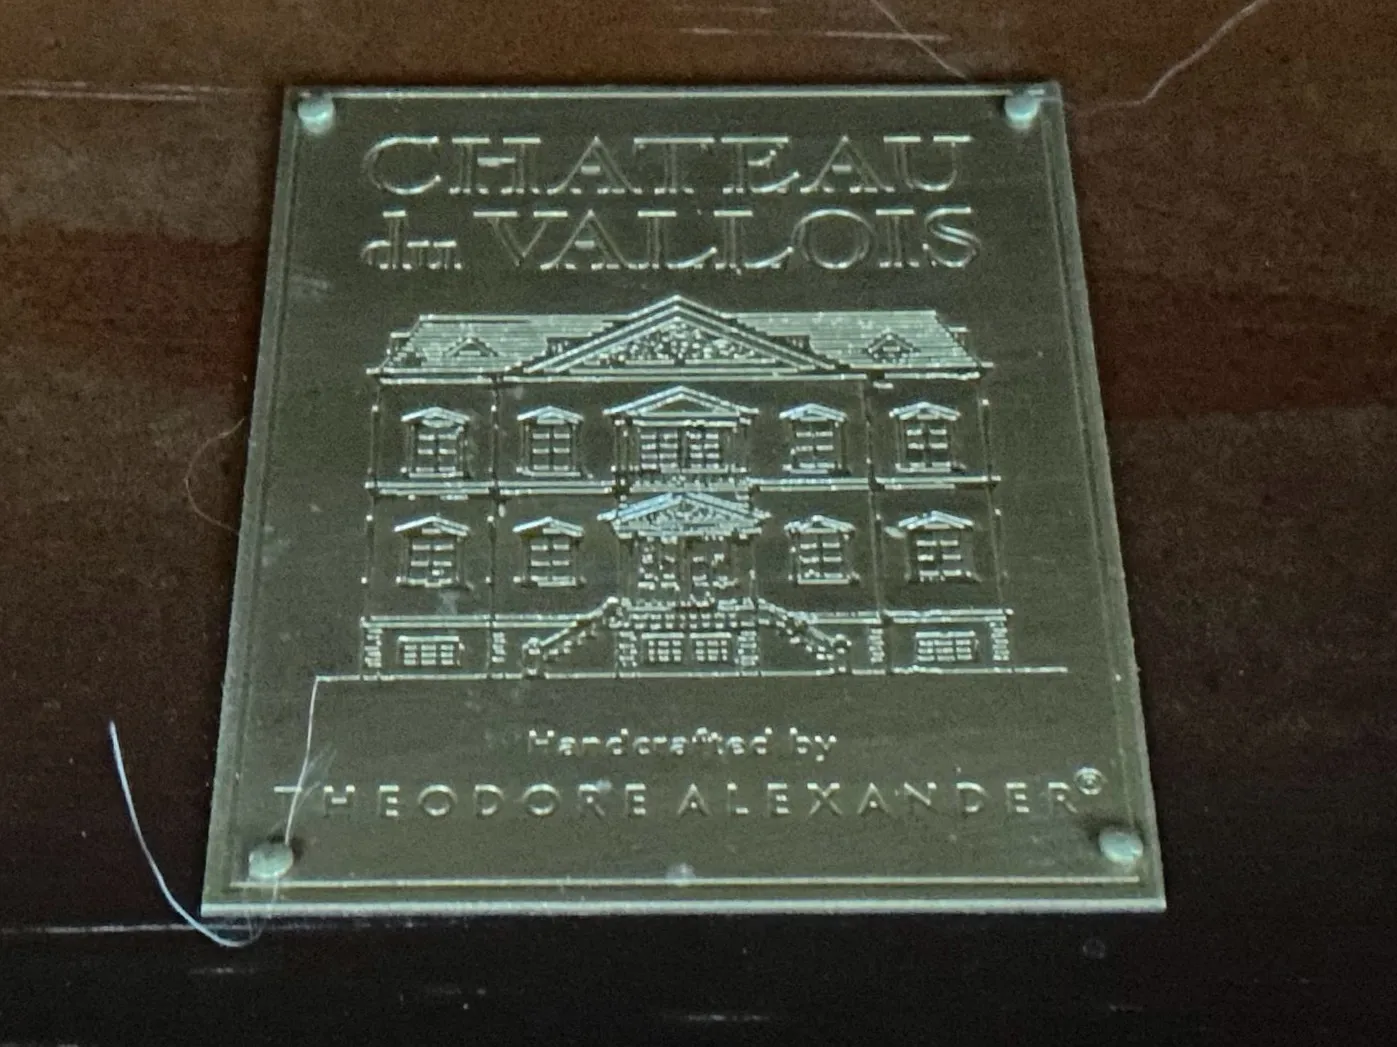 CHATEAU
du VALLOIS
Handcrafted by
THEODORE ALEXANDER®